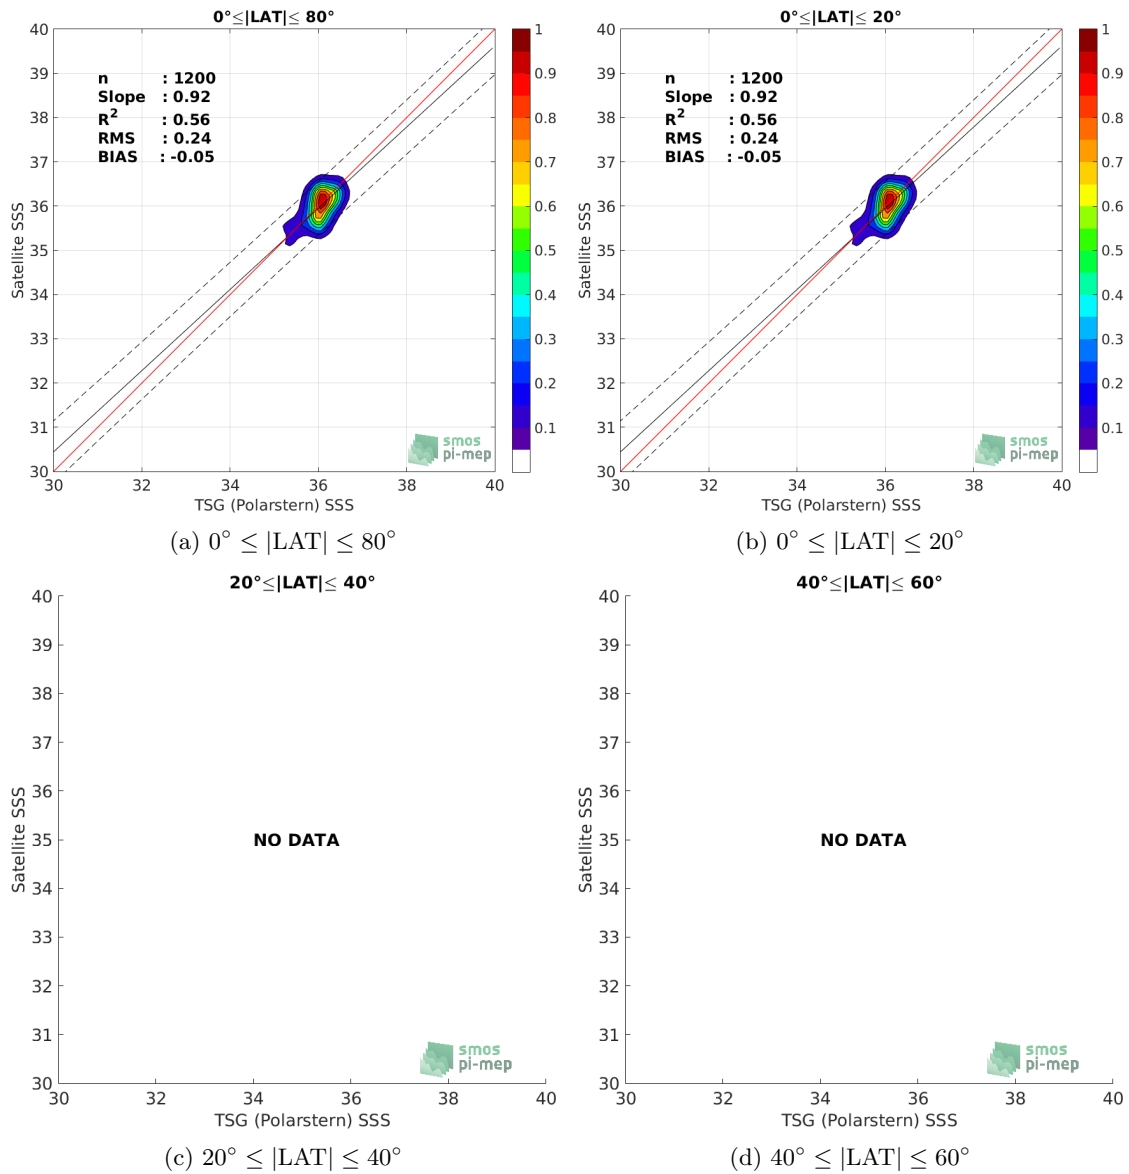 0°≤|LAT|≤ 80°
40
39
38
37
36
35
34
33
32
31
30
Satellite SSS
n : 1200
Slope : 0.92
R2 : 0.56
RMS : 0.24
BIAS : -0.05
smos
pi-mep
30 32 34 36 38 40
TSG (Polarstern) SSS
1
0.9
0.8
0.7
0.6
0.5
0.4
0.3
0.2
0.1
(a) 0° ≤ |LAT| ≤ 80°
0°≤|LAT|≤ 20°
40
39
38
37
36
35
34
33
32
31
30
Satellite SSS
n : 1200
Slope : 0.92
R2 : 0.56
RMS : 0.24
BIAS : -0.05
smos
pi-mep
30 32 34 36 38 40
TSG (Polarstern) SSS
1
0.9
0.8
0.7
0.6
0.5
0.4
0.3
0.2
0.1
(b) 0° ≤ |LAT| ≤ 20°
20°≤|LAT|≤ 40°
40
39
38
37
36
35
34
33
32
31
30
Satellite SSS
NO DATA
smos
pi-mep
30 32 34 36 38 40
TSG (Polarstern) SSS
(c) 20° ≤ |LAT| ≤ 40°
40°≤|LAT|≤ 60°
40
39
38
37
36
35
34
33
32
31
30
Satellite SSS
NO DATA
smos
pi-mep
30 32 34 36 38 40
TSG (Polarstern) SSS
(d) 40° ≤ |LAT| ≤ 60°